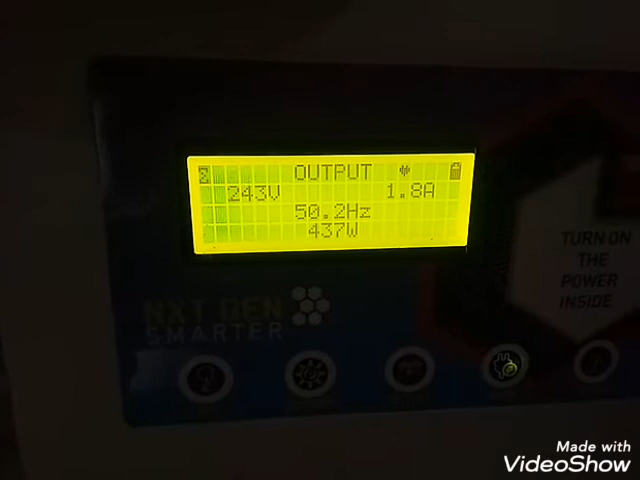 OUTPUT
243V 1.8A
50.2Hz
437W
NXT GEN
SMARTER
TURN ON
THE
POWER
INSIDE
Made with
VideoShow